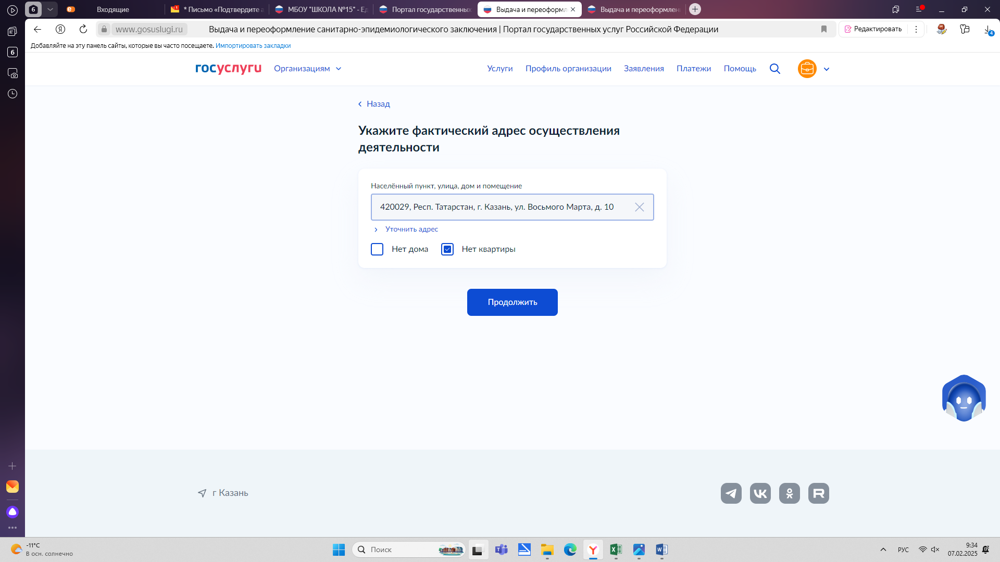 6
Входящие
* Письмо «Подтвердите а
МБОУ "ШКОЛА №15" - Ед
Портал государственных
Выдача и переоформл
Выдача и переоформлен
www.gosuslugi.ru
Выдача и переоформление санитарно-эпидемиологического заключения | Портал государственных услуг Российской Федерации
Редактировать
4
Добавляйте на эту панель сайты, которые вы часто посещаете. Импортировать закладки
6
госуслуги
Организациям
Услуги
Профиль организации
Заявления
Платежи
Помощь
Назад
Укажите фактический адрес осуществления
деятельности
Населённый пункт, улица, дом и помещение
420029, Респ. Татарстан, г. Казань, ул. Восьмого Марта, д. 10
Уточнить адрес
Нет дома
Нет квартиры
Продолжить
г Казань
-11°C
В осн. солнечно
Поиск
РУС
9:34
07.02.2025